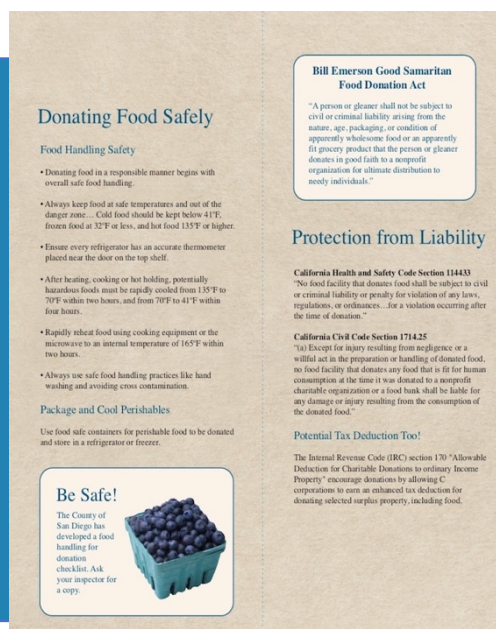 Donating Food Safely
Food Handling Safety
• Donating food in a responsible manner begins with
overall safe food handling.
• Always keep food at safe temperatures and out of the
danger zone… Cold food should be kept below 41ºF,
frozen food at 32ºF or less, and hot food 135ºF or higher.
• Ensure every refrigerator has an accurate thermometer
placed near the door on the top shelf.
• After heating, cooking or hot holding, potentially
hazardous foods must be rapidly cooled from 135ºF to
70ºF within two hours, and from 70ºF to 41ºF within
four hours.
• Rapidly reheat food using cooking equipment or the
microwave to an internal temperature of 165ºF within
two hours.
• Always use safe food handling practices like hand
washing and avoiding cross contamination.
Package and Cool Perishables
Use food safe containers for perishable food to be donated
and store in a refrigerator or freezer.
Be Safe!
The County of
San Diego has
developed a food
handling for
donation
checklist. Ask
your inspector for
a copy.
Bill Emerson Good Samaritan
Food Donation Act
“A person or gleaner shall not be subject to
civil or criminal liability arising from the
nature, age, packaging, or condition of
apparently wholesome food or an apparently
fit grocery product that the person or gleaner
donates in good faith to a nonprofit
organization for ultimate distribution to
needy individuals.”
Protection from Liability
California Health and Safety Code Section 114433
“No food facility that donates food shall be subject to civil
or criminal liability or penalty for violation of any laws,
regulations, or ordinances…for a violation occurring after
the time of donation.”
California Civil Code Section 1714.25
“(a) Except for injury resulting from negligence or a
willful act in the preparation or handling of donated food,
no food facility that donates any food that is fit for human
consumption at the time it was donated to a nonprofit
charitable organization or a food bank shall be liable for
any damage or injury resulting from the consumption of
the donated food.”
Potential Tax Deduction Too!
The Internal Revenue Code (IRC) section 170 "Allowable
Deduction for Charitable Donations to ordinary Income
Property" encourage donations by allowing C
corporations to earn an enhanced tax deduction for
donating selected surplus property, including food.